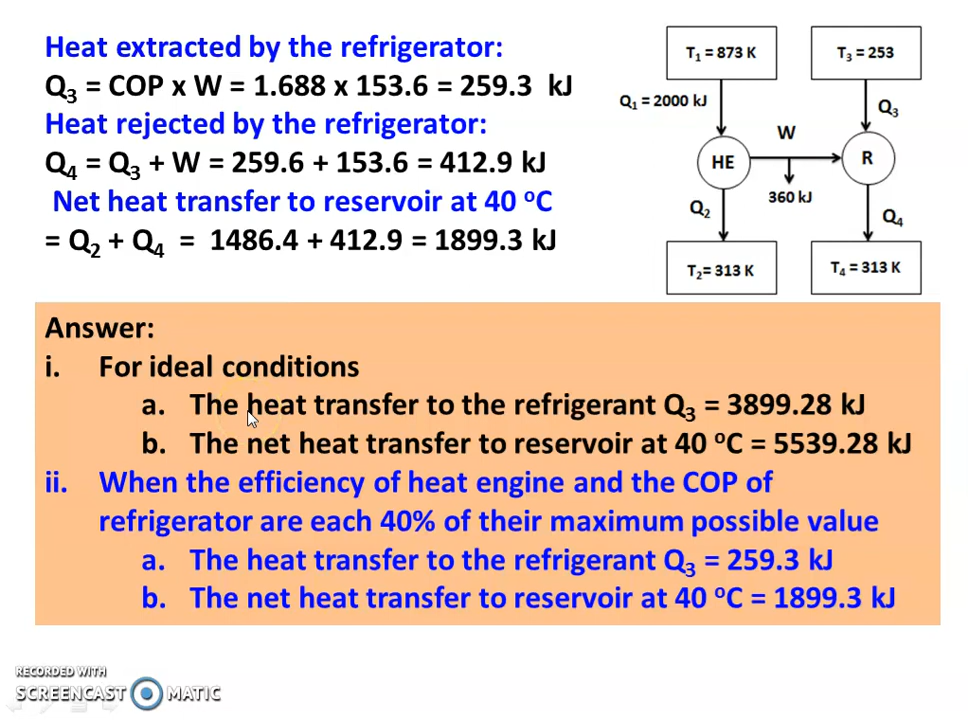 Heat extracted by the refrigerator:
Q3 = COP x W = 1.688 x 153.6 = 259.3 kJ
Heat rejected by the refrigerator:
Q4 = Q3 + W = 259.6 + 153.6 = 412.9 kJ
Net heat transfer to reservoir at 40 °C
= Q2 + Q4 = 1486.4 + 412.9 = 1899.3 kJ
T1 = 873 K
T3 = 253
Q1 = 2000 kJ
Q3
W
HE
R
360 kJ
Q2
Q4
T2= 313 K
T4 = 313 K
Answer:
i. For ideal conditions
a. The heat transfer to the refrigerant Q3 = 3899.28 kJ
b. The net heat transfer to reservoir at 40 °C = 5539.28 kJ
ii. When the efficiency of heat engine and the COP of
refrigerator are each 40% of their maximum possible value
a. The heat transfer to the refrigerant Q3 = 259.3 kJ
b. The net heat transfer to reservoir at 40 °C = 1899.3 kJ
RECORDED WITH
SCREENCAST MATIC